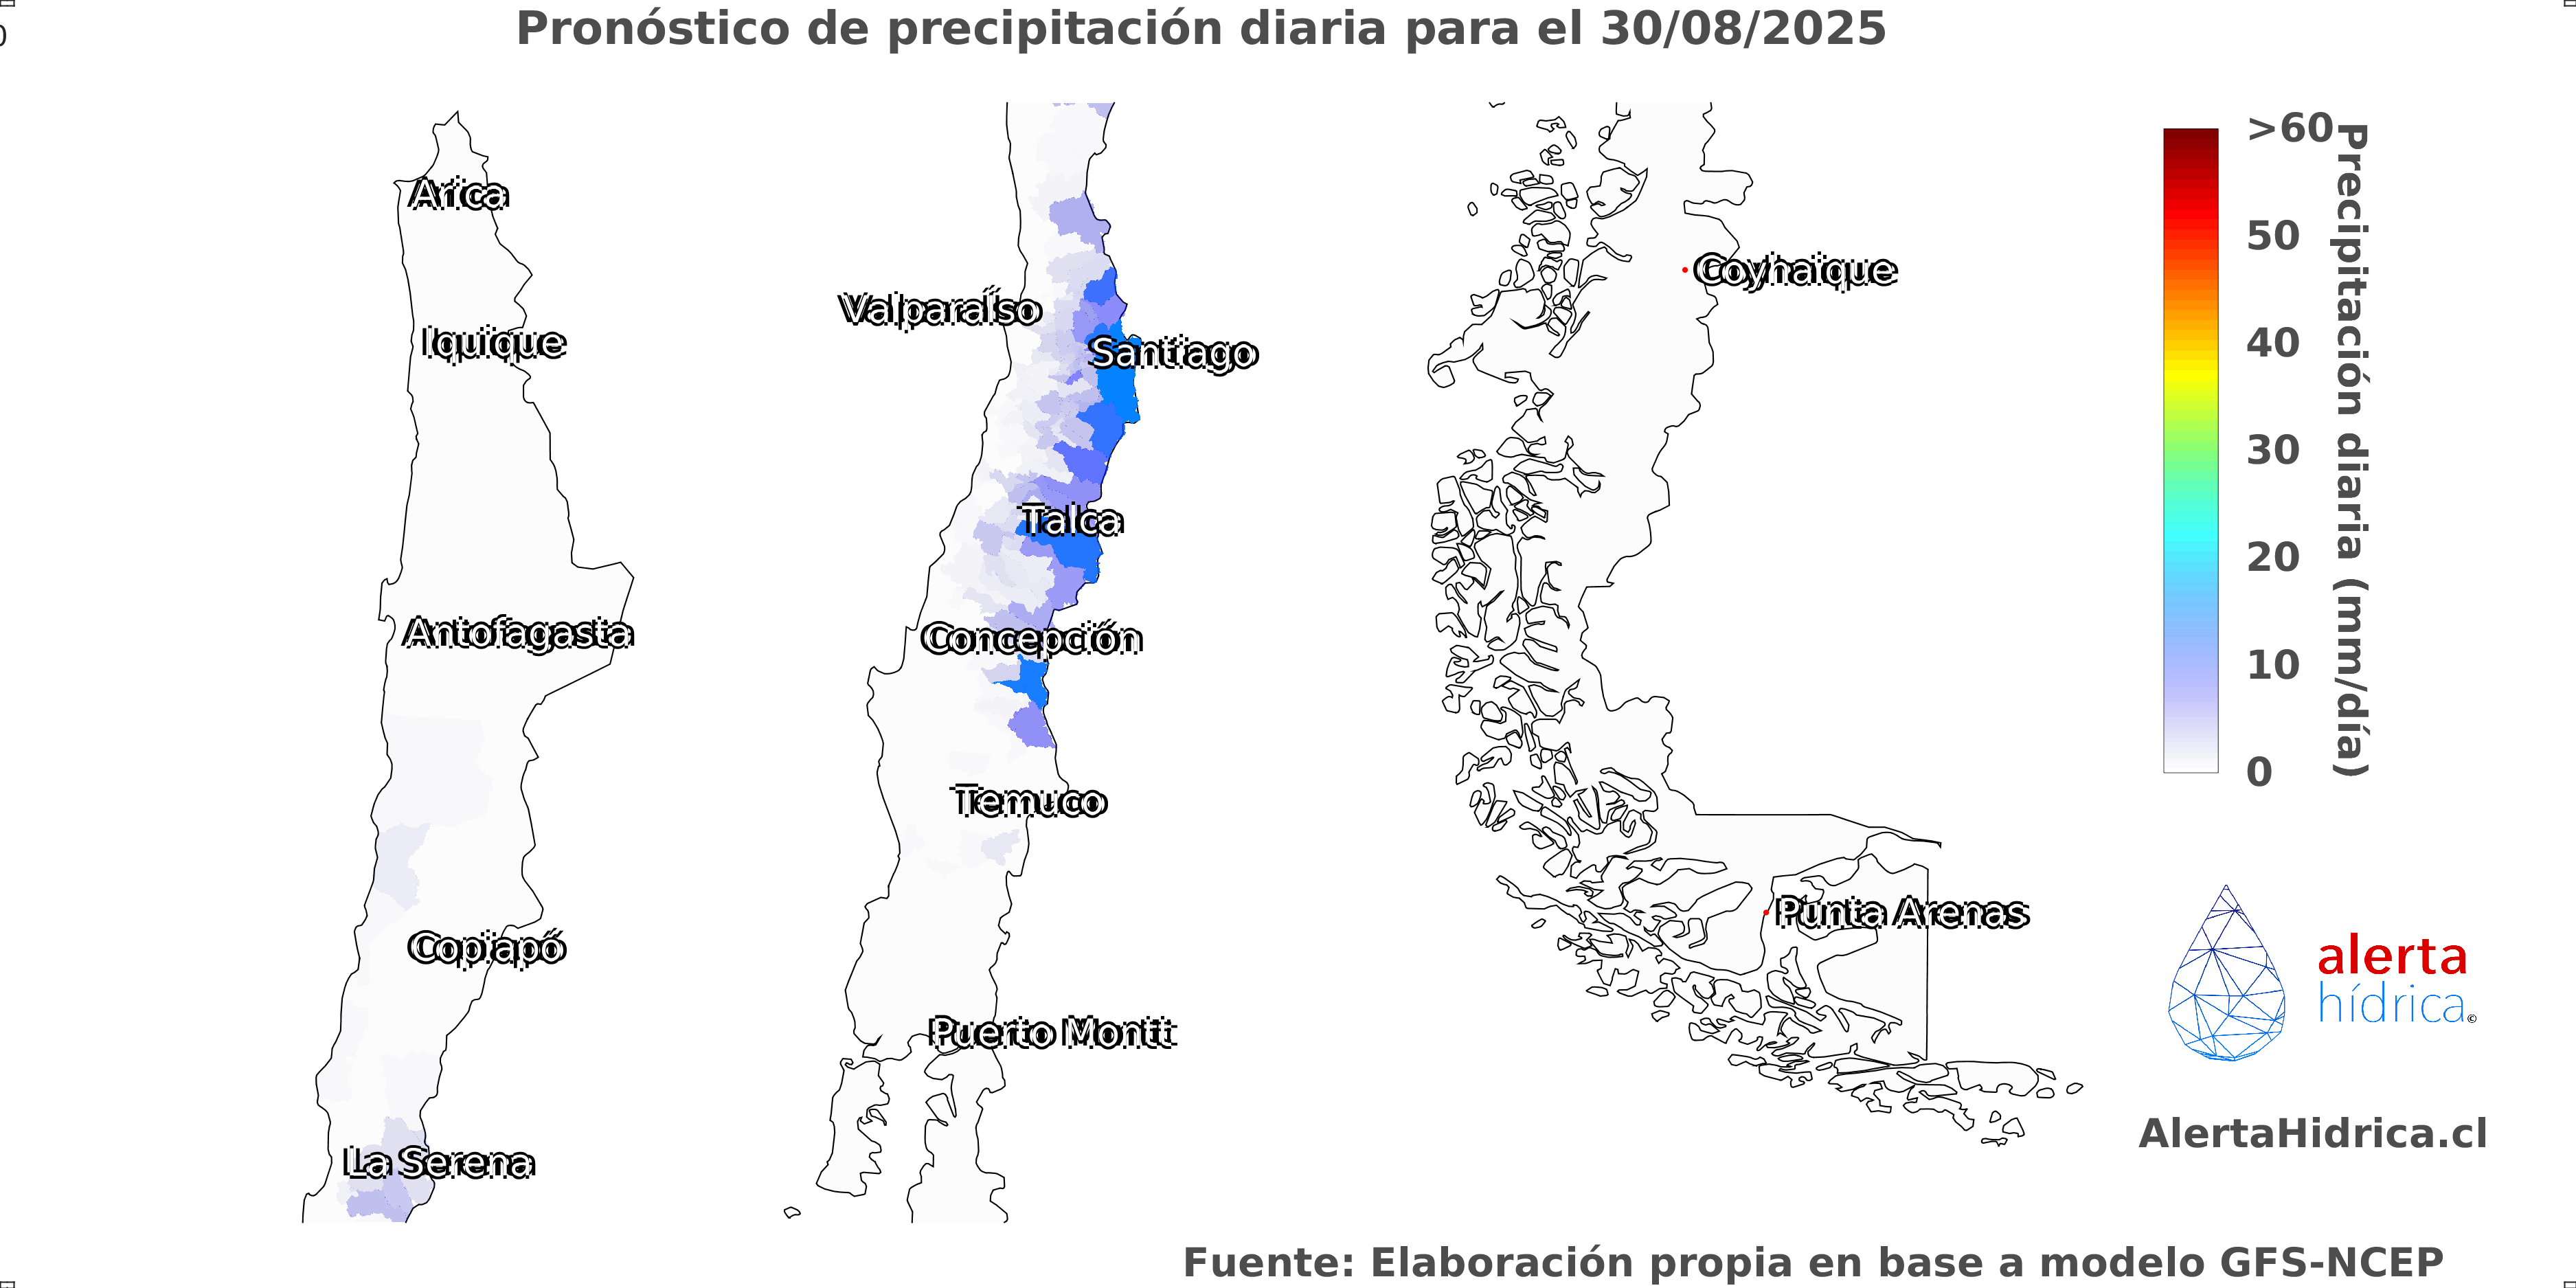 Pronóstico de precipitación diaria para el 30/08/2025
0
Arica
Iquique
Antofagasta
Copiapó
La Serena
Valparaíso
Santiago
Talca
Concepción
Temuco
Puerto Montt
Coyhaique
Punta Arenas
>60
50
40
30
20
10
0
Precipitación diaria (mm/día)
alerta
hídrica©
AlertaHidrica.cl
Fuente: Elaboración propia en base a modelo GFS-NCEP